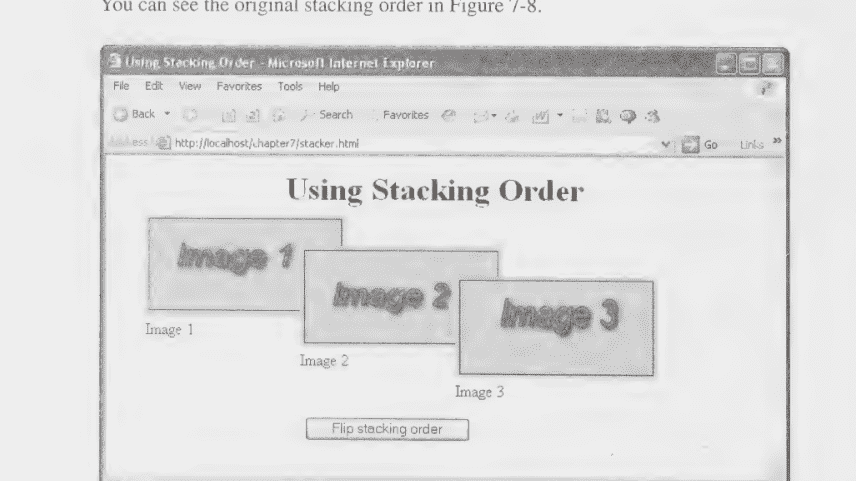 You can see the original stacking order in Figure 7-8.
Using Stacking Order - Microsoft Internet Explorer
File Edit View Favorites Tools Help
Back Search Favorites
Address http://localhost/chapter7/stacker.html Go Links »
Using Stacking Order
Image 1
Image 2
Image 3
Image 1
Image 2
Image 3
Flip stacking order